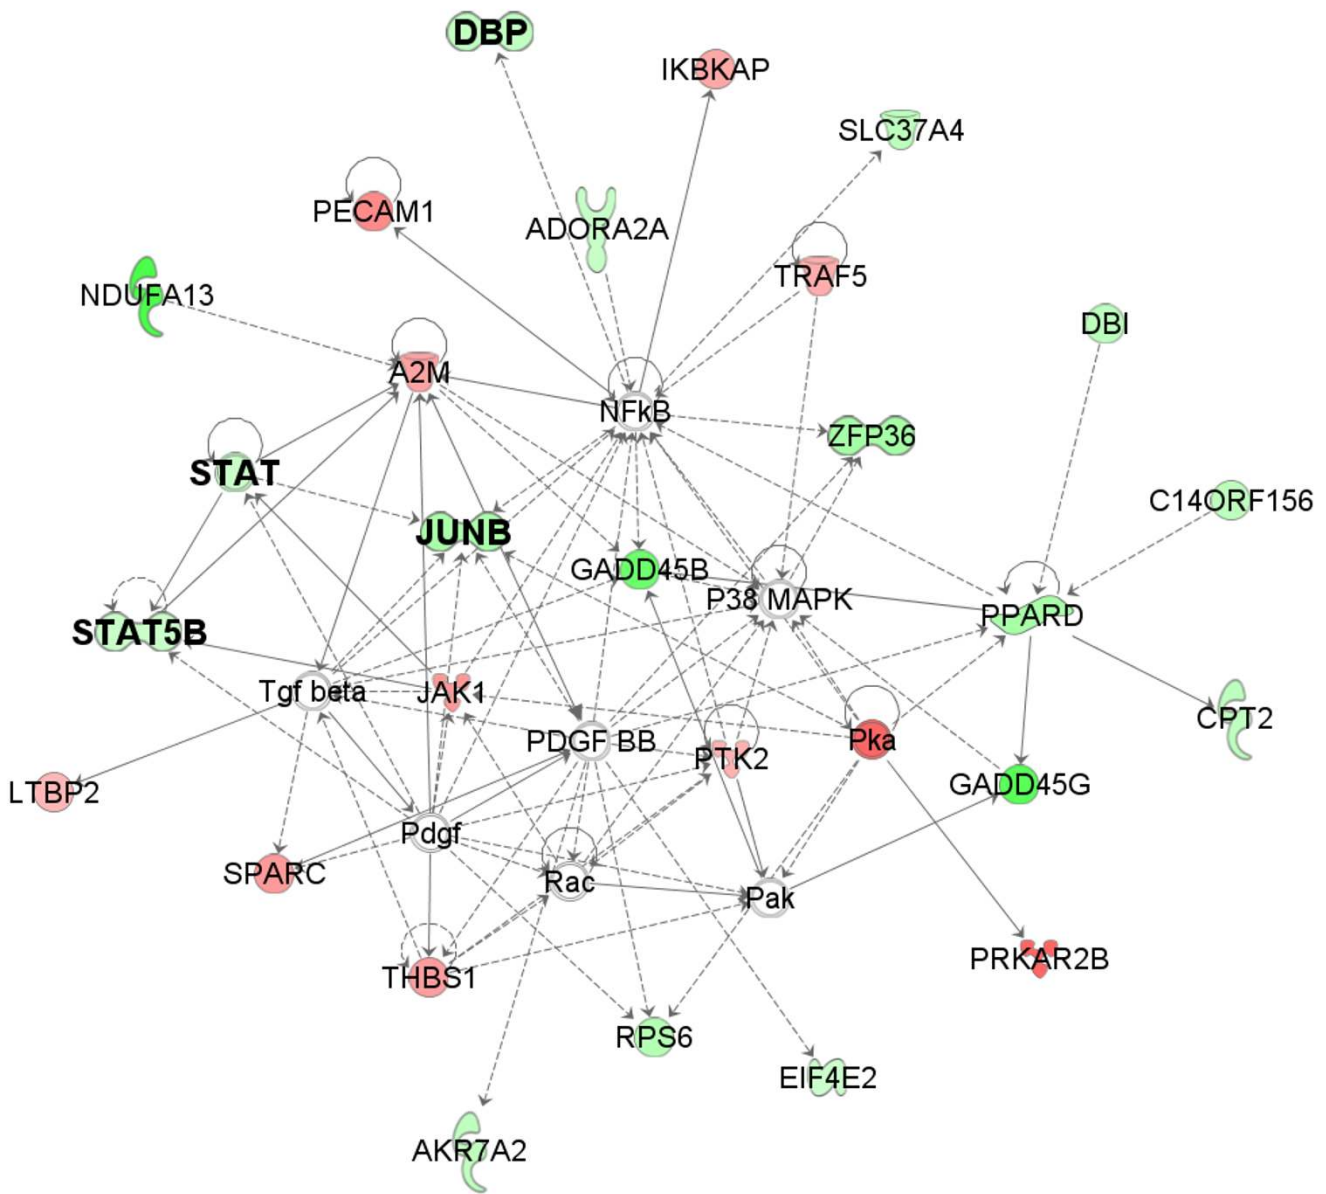 DBP
IKBKAP
SLC37A4
PECAM1
ADORA2A
TRAF5
NDUFA13
DBI
A2M
NFkB
ZFP36
STAT
C14ORF156
JUNB
GADD45B
P38 MAPK
PPARD
STAT5B
Tgf beta
JAK1
CPT2
PDGF BB
PTK2
Pka
LTBP2
GADD45G
Pdgf
SPARC
Rac
Pak
PRKAR2B
THBS1
RPS6
EIF4E2
AKR7A2